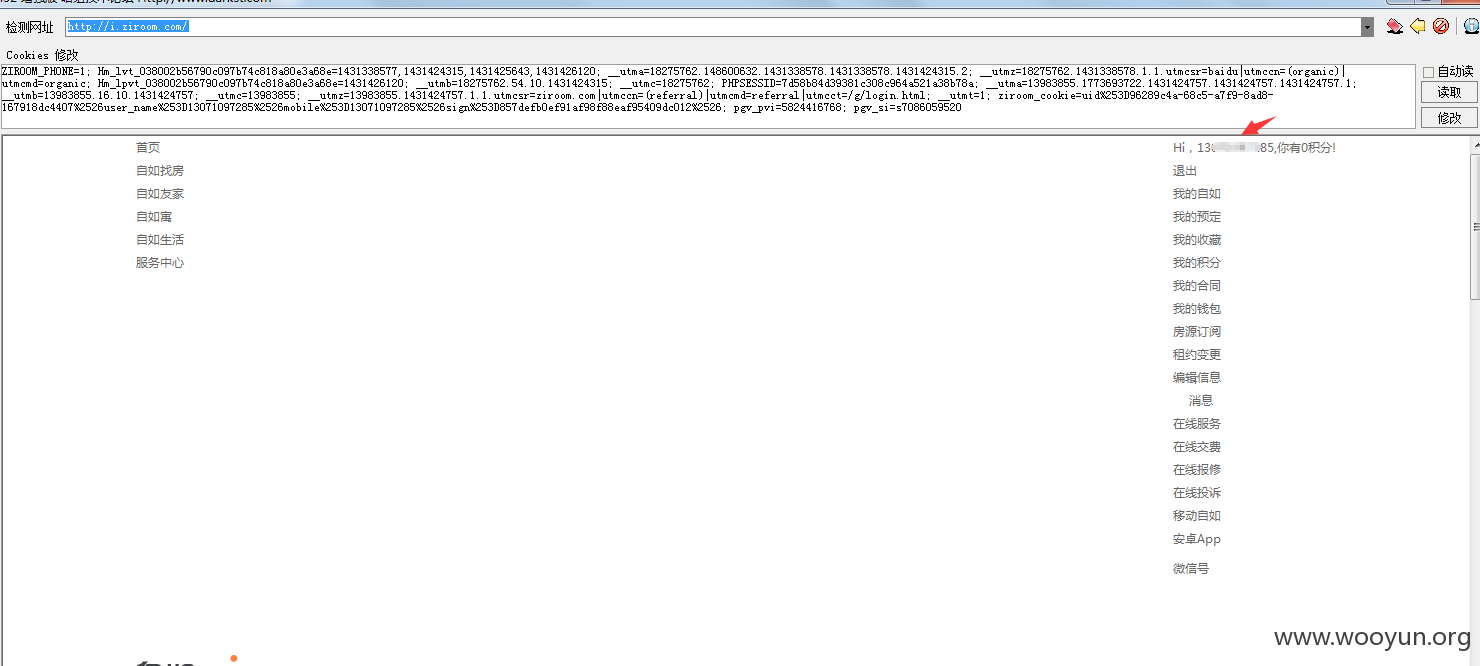 检测网址 http://i.ziroom.com/
Cookies 修改
ZIROOM_PHONE=1; Hm_lvt_038002b56790c097b74c818a80e3a68e=1431338577,1431424315,1431425643,1431426120; __utma=18275762.148600632.1431338578.1431338578.1431424315.2; __utmz=18275762.1431338578.1.1.utmcsr=baidu|utmccn=(organic)|
utmcmd=organic; Hm_lpvt_038002b56790c097b74c818a80e3a68e=1431426120; __utmb=18275762.54.10.1431424315; __utmc=18275762; PHPSESSID=7d58b84d39381c308c964a521a38b78a; __utma=13983855.1773693722.1431424757.1431424757.1431424757.1;
__utmb=13983855.16.10.1431424757; __utmc=13983855; __utmz=13983855.1431424757.1.1.utmcsr=ziroom.com|utmccn=(referral)|utmcmd=referral|utmcct=/g/login.html; __utmt=1; ziroom_cookie=uid%253D96289c4a-68c5-a7f9-8ad8-
167918dc4407%2526user_name%253D13071097285%2526mobile%253D13071097285%2526sign%253D857defb0ef91af98f88eaf95409dc012%2526; pgv_pvi=5824416768; pgv_si=s7086059520
自动读
读取
修改
首页
自如找房
自如友家
自如寓
自如生活
服务中心
Hi，13 85,你有0积分!
退出
我的自如
我的预定
我的收藏
我的积分
我的合同
我的钱包
房源订阅
租约变更
编辑信息
消息
在线服务
在线交费
在线报修
在线投诉
移动自如
安卓App
微信号
www.wooyun.org